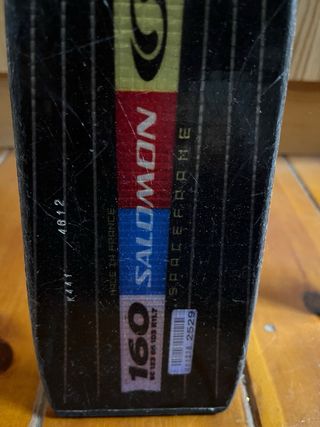 SALOMON
SPACEFRAME
MADE IN FRANCE
K441 4812
160
2529